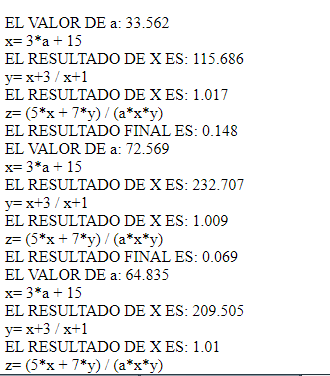 EL VALOR DE a: 33.562
x= 3*a + 15
EL RESULTADO DE X ES: 115.686
y= x+3 / x+1
EL RESULTADO DE X ES: 1.017
z= (5*x + 7*y) / (a*x*y)
EL RESULTADO FINAL ES: 0.148
EL VALOR DE a: 72.569
x= 3*a + 15
EL RESULTADO DE X ES: 232.707
y= x+3 / x+1
EL RESULTADO DE X ES: 1.009
z= (5*x + 7*y) / (a*x*y)
EL RESULTADO FINAL ES: 0.069
EL VALOR DE a: 64.835
x= 3*a + 15
EL RESULTADO DE X ES: 209.505
y= x+3 / x+1
EL RESULTADO DE X ES: 1.01
z= (5*x + 7*y) / (a*x*y)